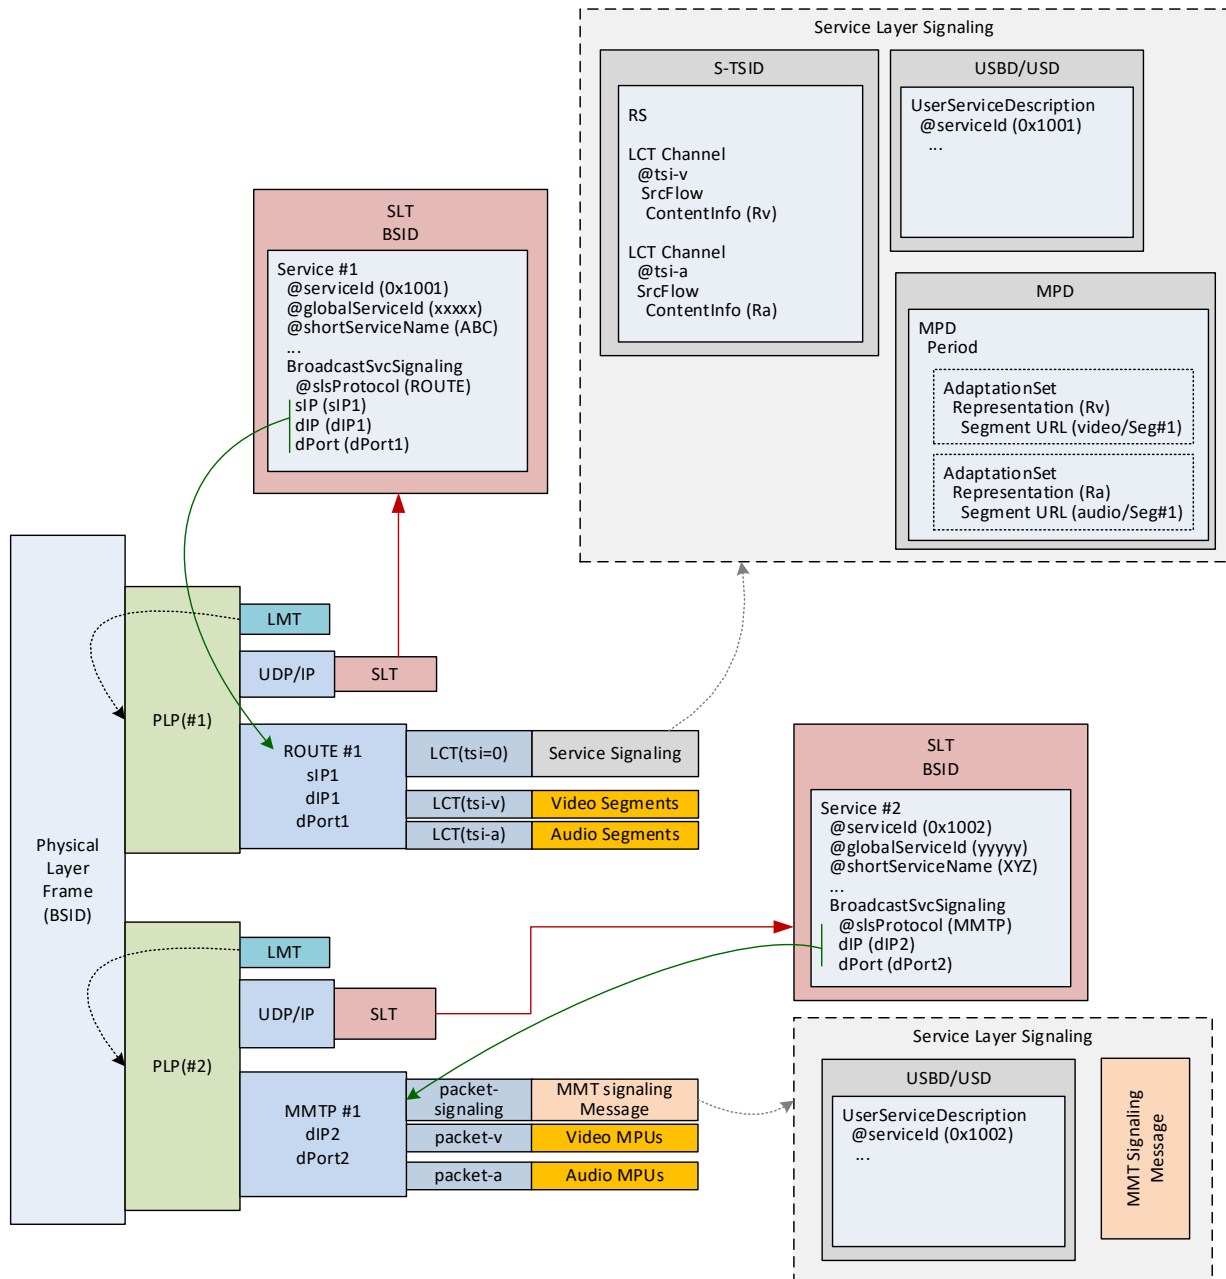 Service Layer Signaling
S-TSID
RS
LCT Channel
@tsi-v
SrcFlow
ContentInfo (Rv)
LCT Channel
@tsi-a
SrcFlow
ContentInfo (Ra)
USBD/USD
UserServiceDescription
@serviceId (0x1001)
...
MPD
MPD
Period
AdaptationSet
Representation (Rv)
Segment URL (video/Seg#1)
AdaptationSet
Representation (Ra)
Segment URL (audio/Seg#1)
SLT
BSID
Service #1
@serviceId (0x1001)
@globalServiceId (xxxxx)
@shortServiceName (ABC)
...
BroadcastSvcSignaling
@slsProtocol (ROUTE)
sIP (sIP1)
dIP (dIP1)
dPort (dPort1)
Physical
Layer
Frame
(BSID)
PLP(#1)
LMT
UDP/IP
SLT
ROUTE #1
sIP1
dIP1
dPort1
LCT(tsi=0)
Service Signaling
LCT(tsi-v)
Video Segments
LCT(tsi-a)
Audio Segments
SLT
BSID
Service #2
@serviceId (0x1002)
@globalServiceId (yyyyy)
@shortServiceName (XYZ)
...
BroadcastSvcSignaling
@slsProtocol (MMTP)
dIP (dIP2)
dPort (dPort2)
PLP(#2)
LMT
UDP/IP
SLT
MMTP #1
dIP2
dPort2
packet-
signaling
MMT signaling
Message
packet-v
Video MPUs
packet-a
Audio MPUs
Service Layer Signaling
USBD/USD
UserServiceDescription
@serviceId (0x1002)
...
MMT Signaling
Message